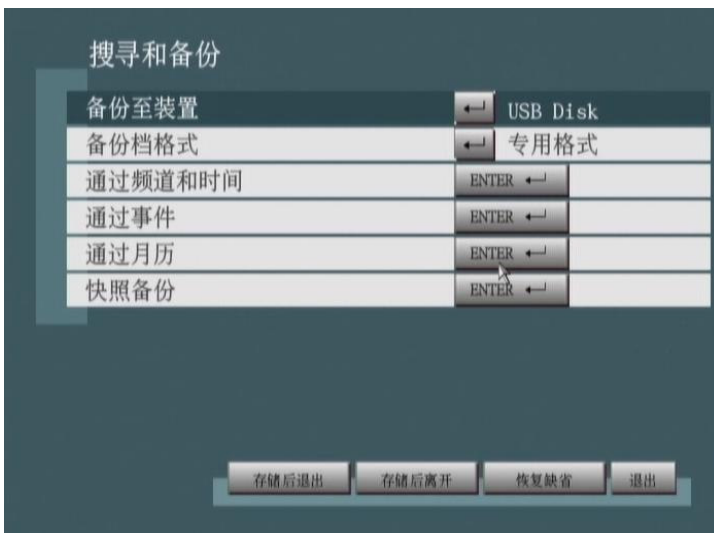 搜寻和备份
备份至装置 USB Disk
备份档格式 专用格式
通过频道和时间 ENTER
通过事件 ENTER
通过月历 ENTER
快照备份 ENTER
存储后退出 存储后离开 恢复缺省 退出